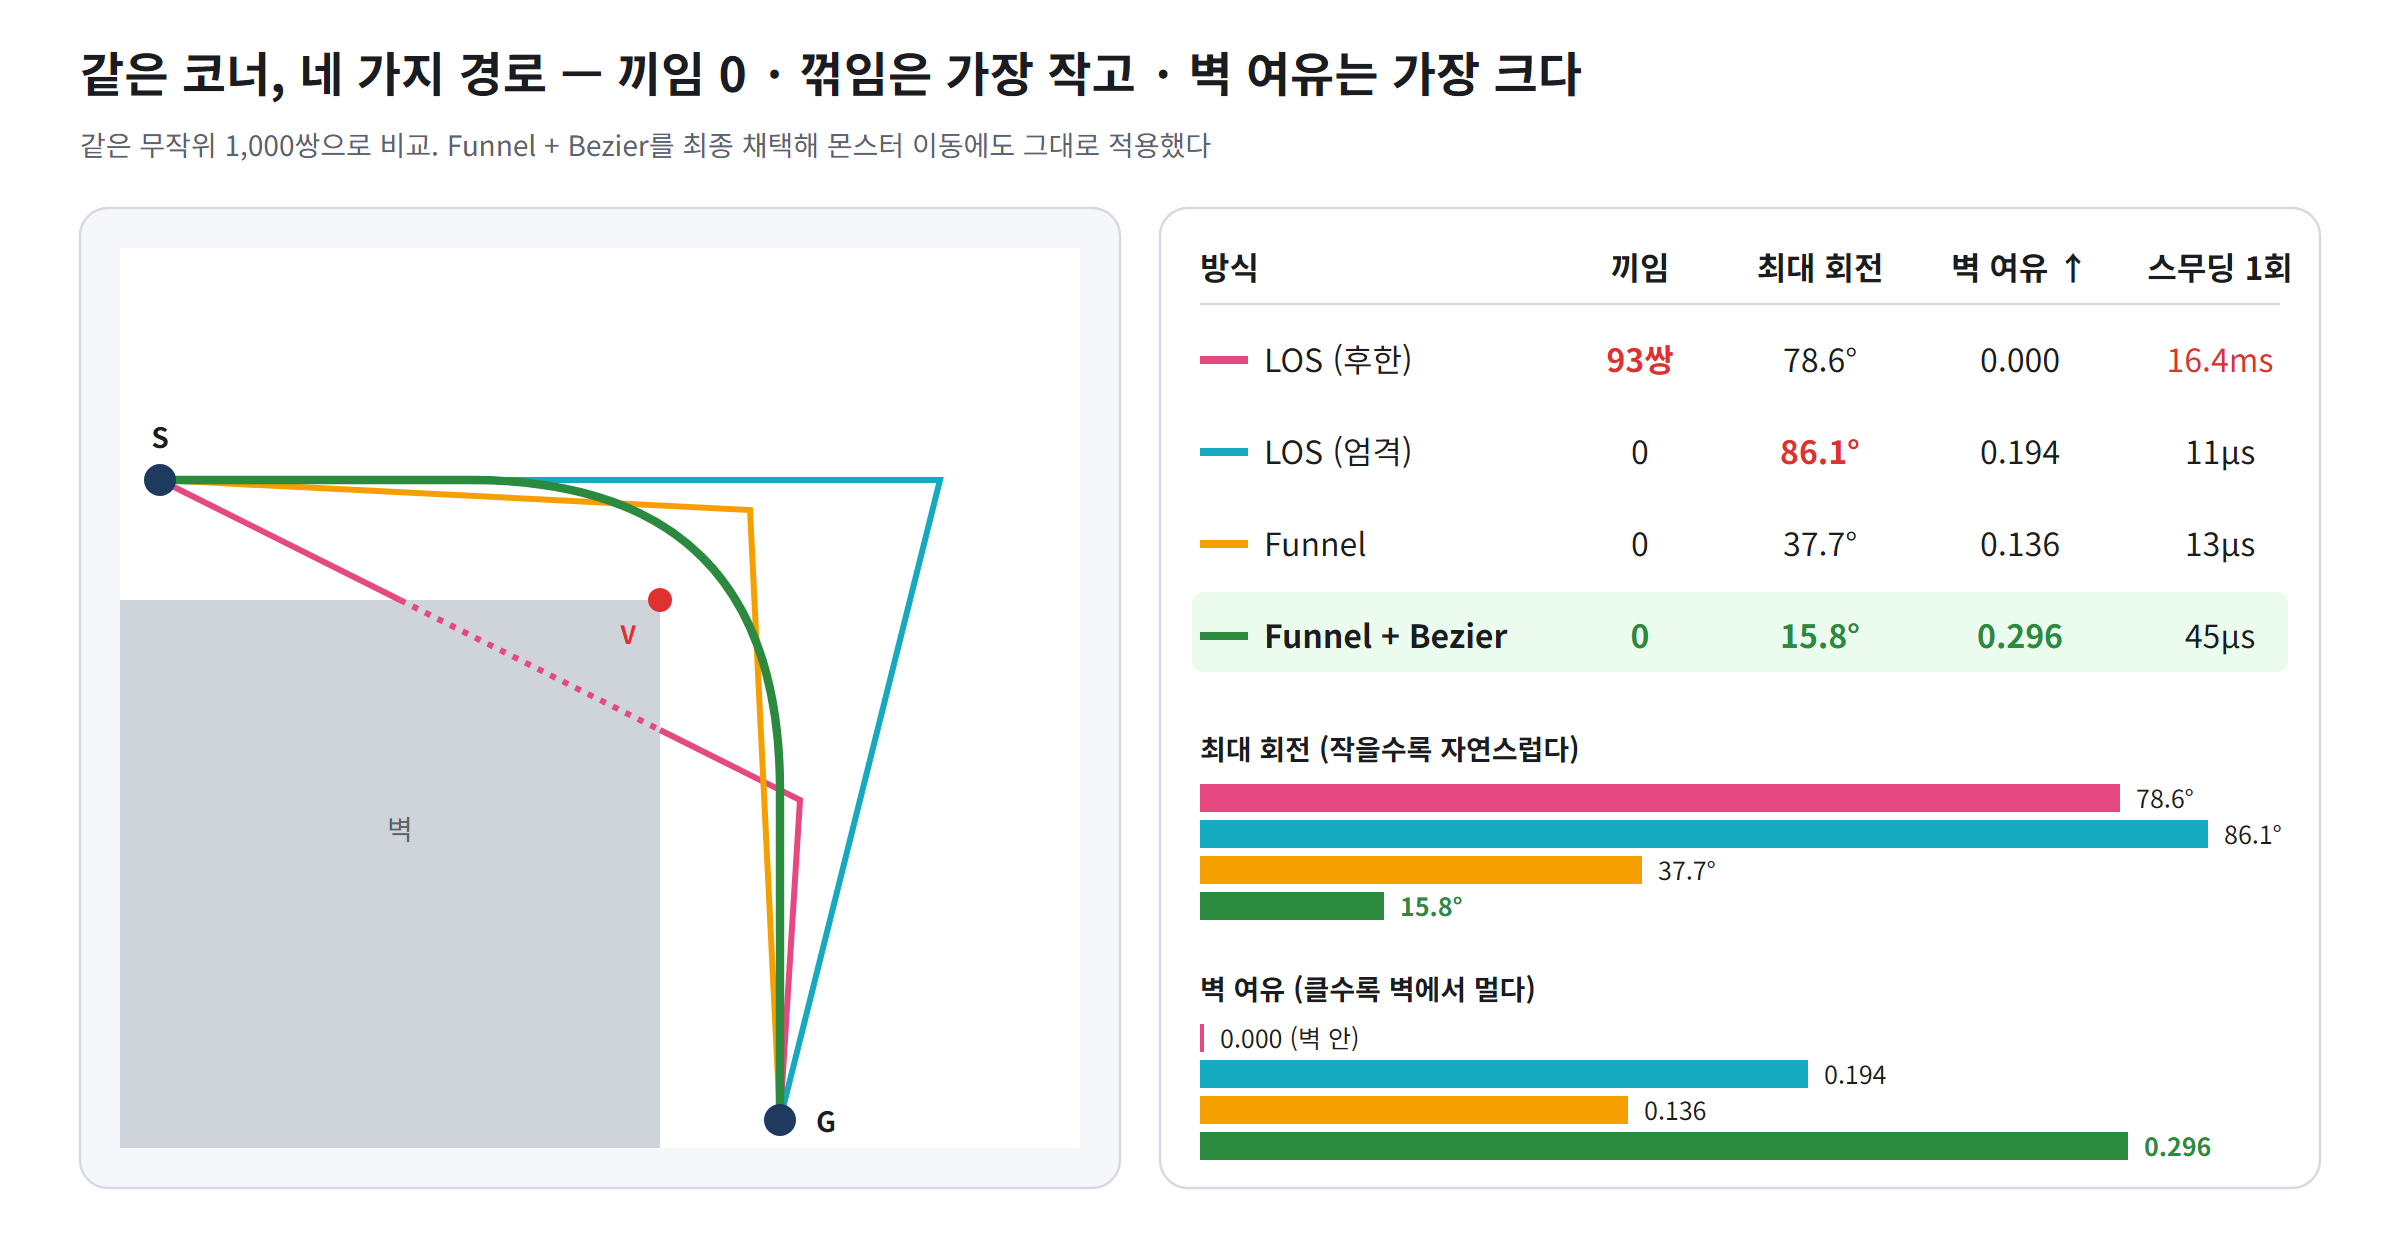 같은 코너, 네 가지 경로 — 끼임 0 · 꺾임은 가장 작고 · 벽 여유는 가장 크다
같은 무작위 1,000쌍으로 비교. Funnel + Bezier를 최종 채택해 몬스터 이동에도 그대로 적용했다
S
V
벽
G
방식 끼임 최대 회전 벽 여유 ↑ 스무딩 1회
LOS (후한) 93쌍 78.6° 0.000 16.4ms
LOS (엄격) 0 86.1° 0.194 11µs
Funnel 0 37.7° 0.136 13µs
Funnel + Bezier 0 15.8° 0.296 45µs
최대 회전 (작을수록 자연스럽다)
78.6°
86.1°
37.7°
15.8°
벽 여유 (클수록 벽에서 멀다)
0.000 (벽 안)
0.194
0.136
0.296